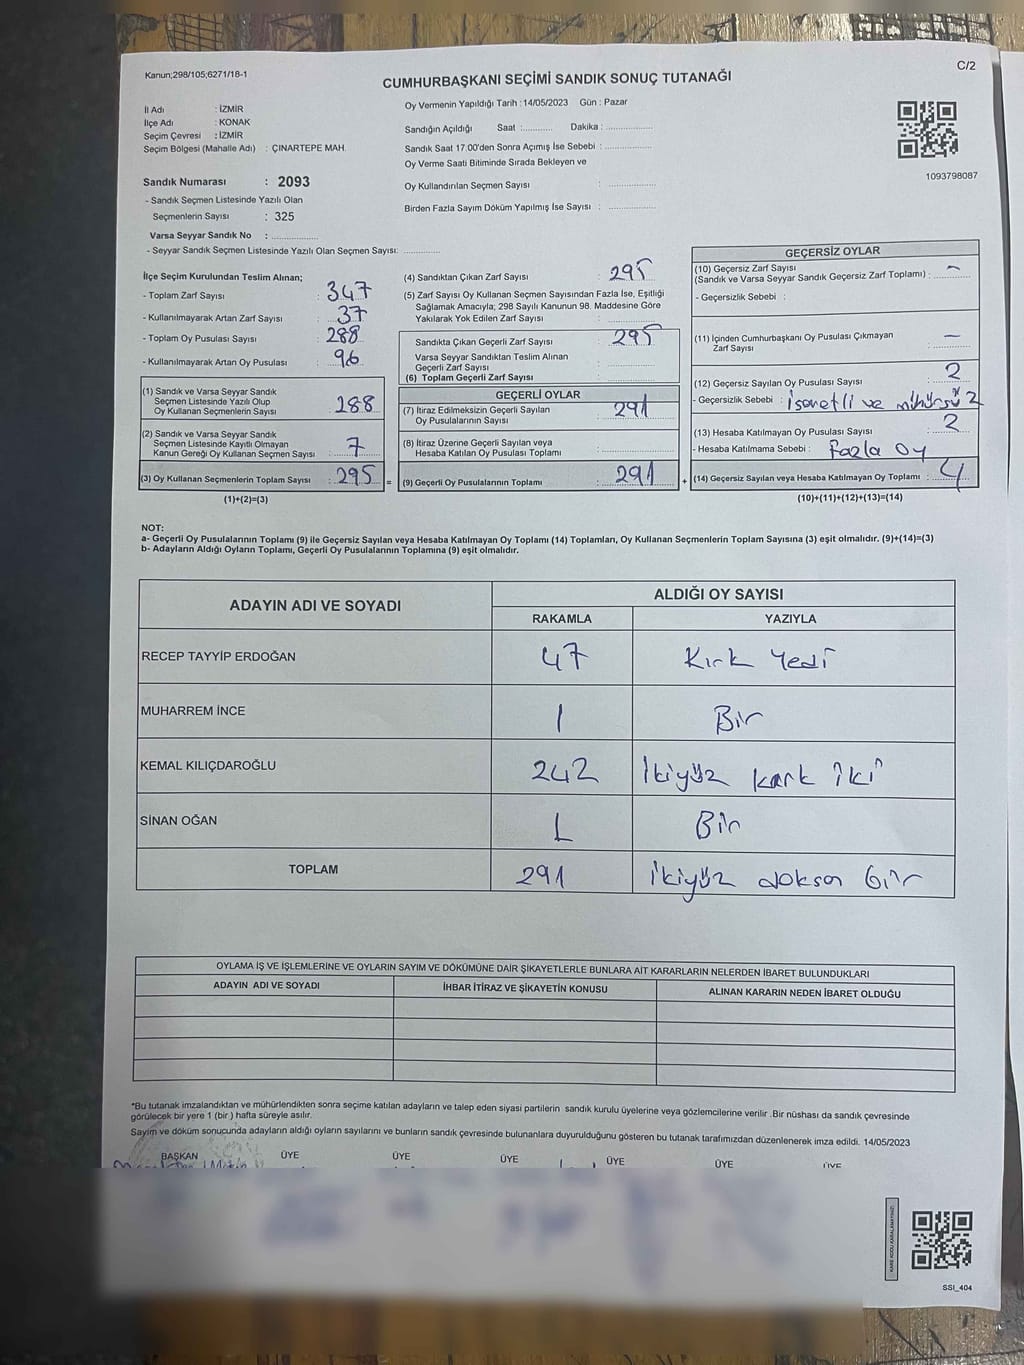 Kanun;298/105;6271/18-1
C/2
CUMHURBAŞKANI SEÇİMİ SANDIK SONUÇ TUTANAĞI
İl Adı : İZMİR
İlçe Adı : KONAK
Seçim Çevresi : İZMİR
Seçim Bölgesi (Mahalle Adı) : ÇINARTEPE MAH.
Oy Vermenin Yapıldığı Tarih : 14/05/2023 Gün : Pazar
Sandığın Açıldığı Saat :........... Dakika : ...............
Sandık Saat 17.00'den Sonra Açımış İse Sebebi : ...............
Oy Verme Saati Bitiminde Sırada Bekleyen ve
Oy Kullandırılan Seçmen Sayısı : ...............
Birden Fazla Sayım Döküm Yapılmış İse Sayısı : ...............
1093798087
Sandık Numarası : 2093
- Sandık Seçmen Listesinde Yazılı Olan
Seçmenlerin Sayısı : 325
Varsa Seyyar Sandık No : ...............
- Seyyar Sandık Seçmen Listesinde Yazılı Olan Seçmen Sayısı: ............
İlçe Seçim Kurulundan Teslim Alınan;
- Toplam Zarf Sayısı : 347
- Kullanılmayarak Artan Zarf Sayısı : 37
- Toplam Oy Pusulası Sayısı : 288
- Kullanılmayarak Artan Oy Pusulası : 96
(1) Sandık ve Varsa Seyyar Sandık
Seçmen Listesinde Yazılı Olup
Oy Kullanan Seçmenlerin Sayısı : 288
(2) Sandık ve Varsa Seyyar Sandık
Seçmen Listesinde Kayıtlı Olmayan
Kanun Gereği Oy Kullanan Seçmen Sayısı : 7
(3) Oy Kullanan Seçmenlerin Toplam Sayısı : 295 =
(1)+(2)=(3)
(4) Sandıktan Çıkan Zarf Sayısı : 295
(5) Zarf Sayısı Oy Kullanan Seçmen Sayısından Fazla İse, Eşitliği
Sağlamak Amacıyla; 298 Sayılı Kanunun 98. Maddesine Göre
Yakılarak Yok Edilen Zarf Sayısı : ...............
Sandıkta Çıkan Geçerli Zarf Sayısı : 295
Varsa Seyyar Sandıktan Teslim Alınan
Geçerli Zarf Sayısı : ...............
(6) Toplam Geçerli Zarf Sayısı : ...............
GEÇERLİ OYLAR
(7) İtiraz Edilmeksizin Geçerli Sayılan
Oy Pusulalarının Sayısı : 291
(8) İtiraz Üzerine Geçerli Sayılan veya
Hesaba Katılan Oy Pusulası Toplamı : ...............
(9) Geçerli Oy Pusulalarının Toplamı : 291 +
GEÇERSİZ OYLAR
(10) Geçersiz Zarf Sayısı
(Sandık ve Varsa Seyyar Sandık Geçersiz Zarf Toplamı) : -
- Geçersizlik Sebebi :
(11) İçinden Cumhurbaşkanı Oy Pusulası Çıkmayan
Zarf Sayısı : -
(12) Geçersiz Sayılan Oy Pusulası Sayısı : 2
- Geçersizlik Sebebi : İşaretli ve mühürsüz 2
(13) Hesaba Katılmayan Oy Pusulası Sayısı : 2
- Hesaba Katılmama Sebebi : fazla oy
(14) Geçersiz Sayılan veya Hesaba Katılmayan Oy Toplamı : 4
(10)+(11)+(12)+(13)=(14)
NOT:
a- Geçerli Oy Pusulalarının Toplamı (9) ile Geçersiz Sayılan veya Hesaba Katılmayan Oy Toplamı (14) Toplamları, Oy Kullanan Seçmenlerin Toplam Sayısına (3) eşit olmalıdır. (9)+(14)=(3)
b- Adayların Aldığı Oyların Toplamı, Geçerli Oy Pusulalarının Toplamına (9) eşit olmalıdır.
ADAYIN ADI VE SOYADI
ALDIĞI OY SAYISI
RAKAMLA YAZIYLA
RECEP TAYYİP ERDOĞAN 47 Kırk Yedi
MUHARREM İNCE 1 Bir
KEMAL KILIÇDAROĞLU 242 İkiyüz kırk iki
SİNAN OĞAN 1 Bir
TOPLAM 291 İkiyüz doksan bir
OYLAMA İŞ VE İŞLEMLERİNE VE OYLARIN SAYIM VE DÖKÜMÜNE DAİR ŞİKAYETLERLE BUNLARA AİT KARARLARIN NELERDEN İBARET BULUNDUKLARI
ADAYIN ADI VE SOYADI İHBAR İTİRAZ VE ŞİKAYETİN KONUSU ALINAN KARARIN NEDEN İBARET OLDUĞU
*Bu tutanak imzalandıktan ve mühürlendikten sonra seçime katılan adayların ve talep eden siyasi partilerin sandık kurulu üyelerine veya gözlemcilerine verilir .Bir nüshası da sandık çevresinde
görülecek bir yere 1 (bir ) hafta süreyle asılır.
Sayım ve döküm sonucunda adayların aldığı oyların sayılarını ve bunların sandık çevresinde bulunanlara duyurulduğunu gösteren bu tutanak tarafımızdan düzenlenerek imza edildi. 14/05/2023
BAŞKAN ÜYE ÜYE ÜYE ÜYE ÜYE ÜYE
KARE KODU KARALAMAYINIZ!
SSI_404